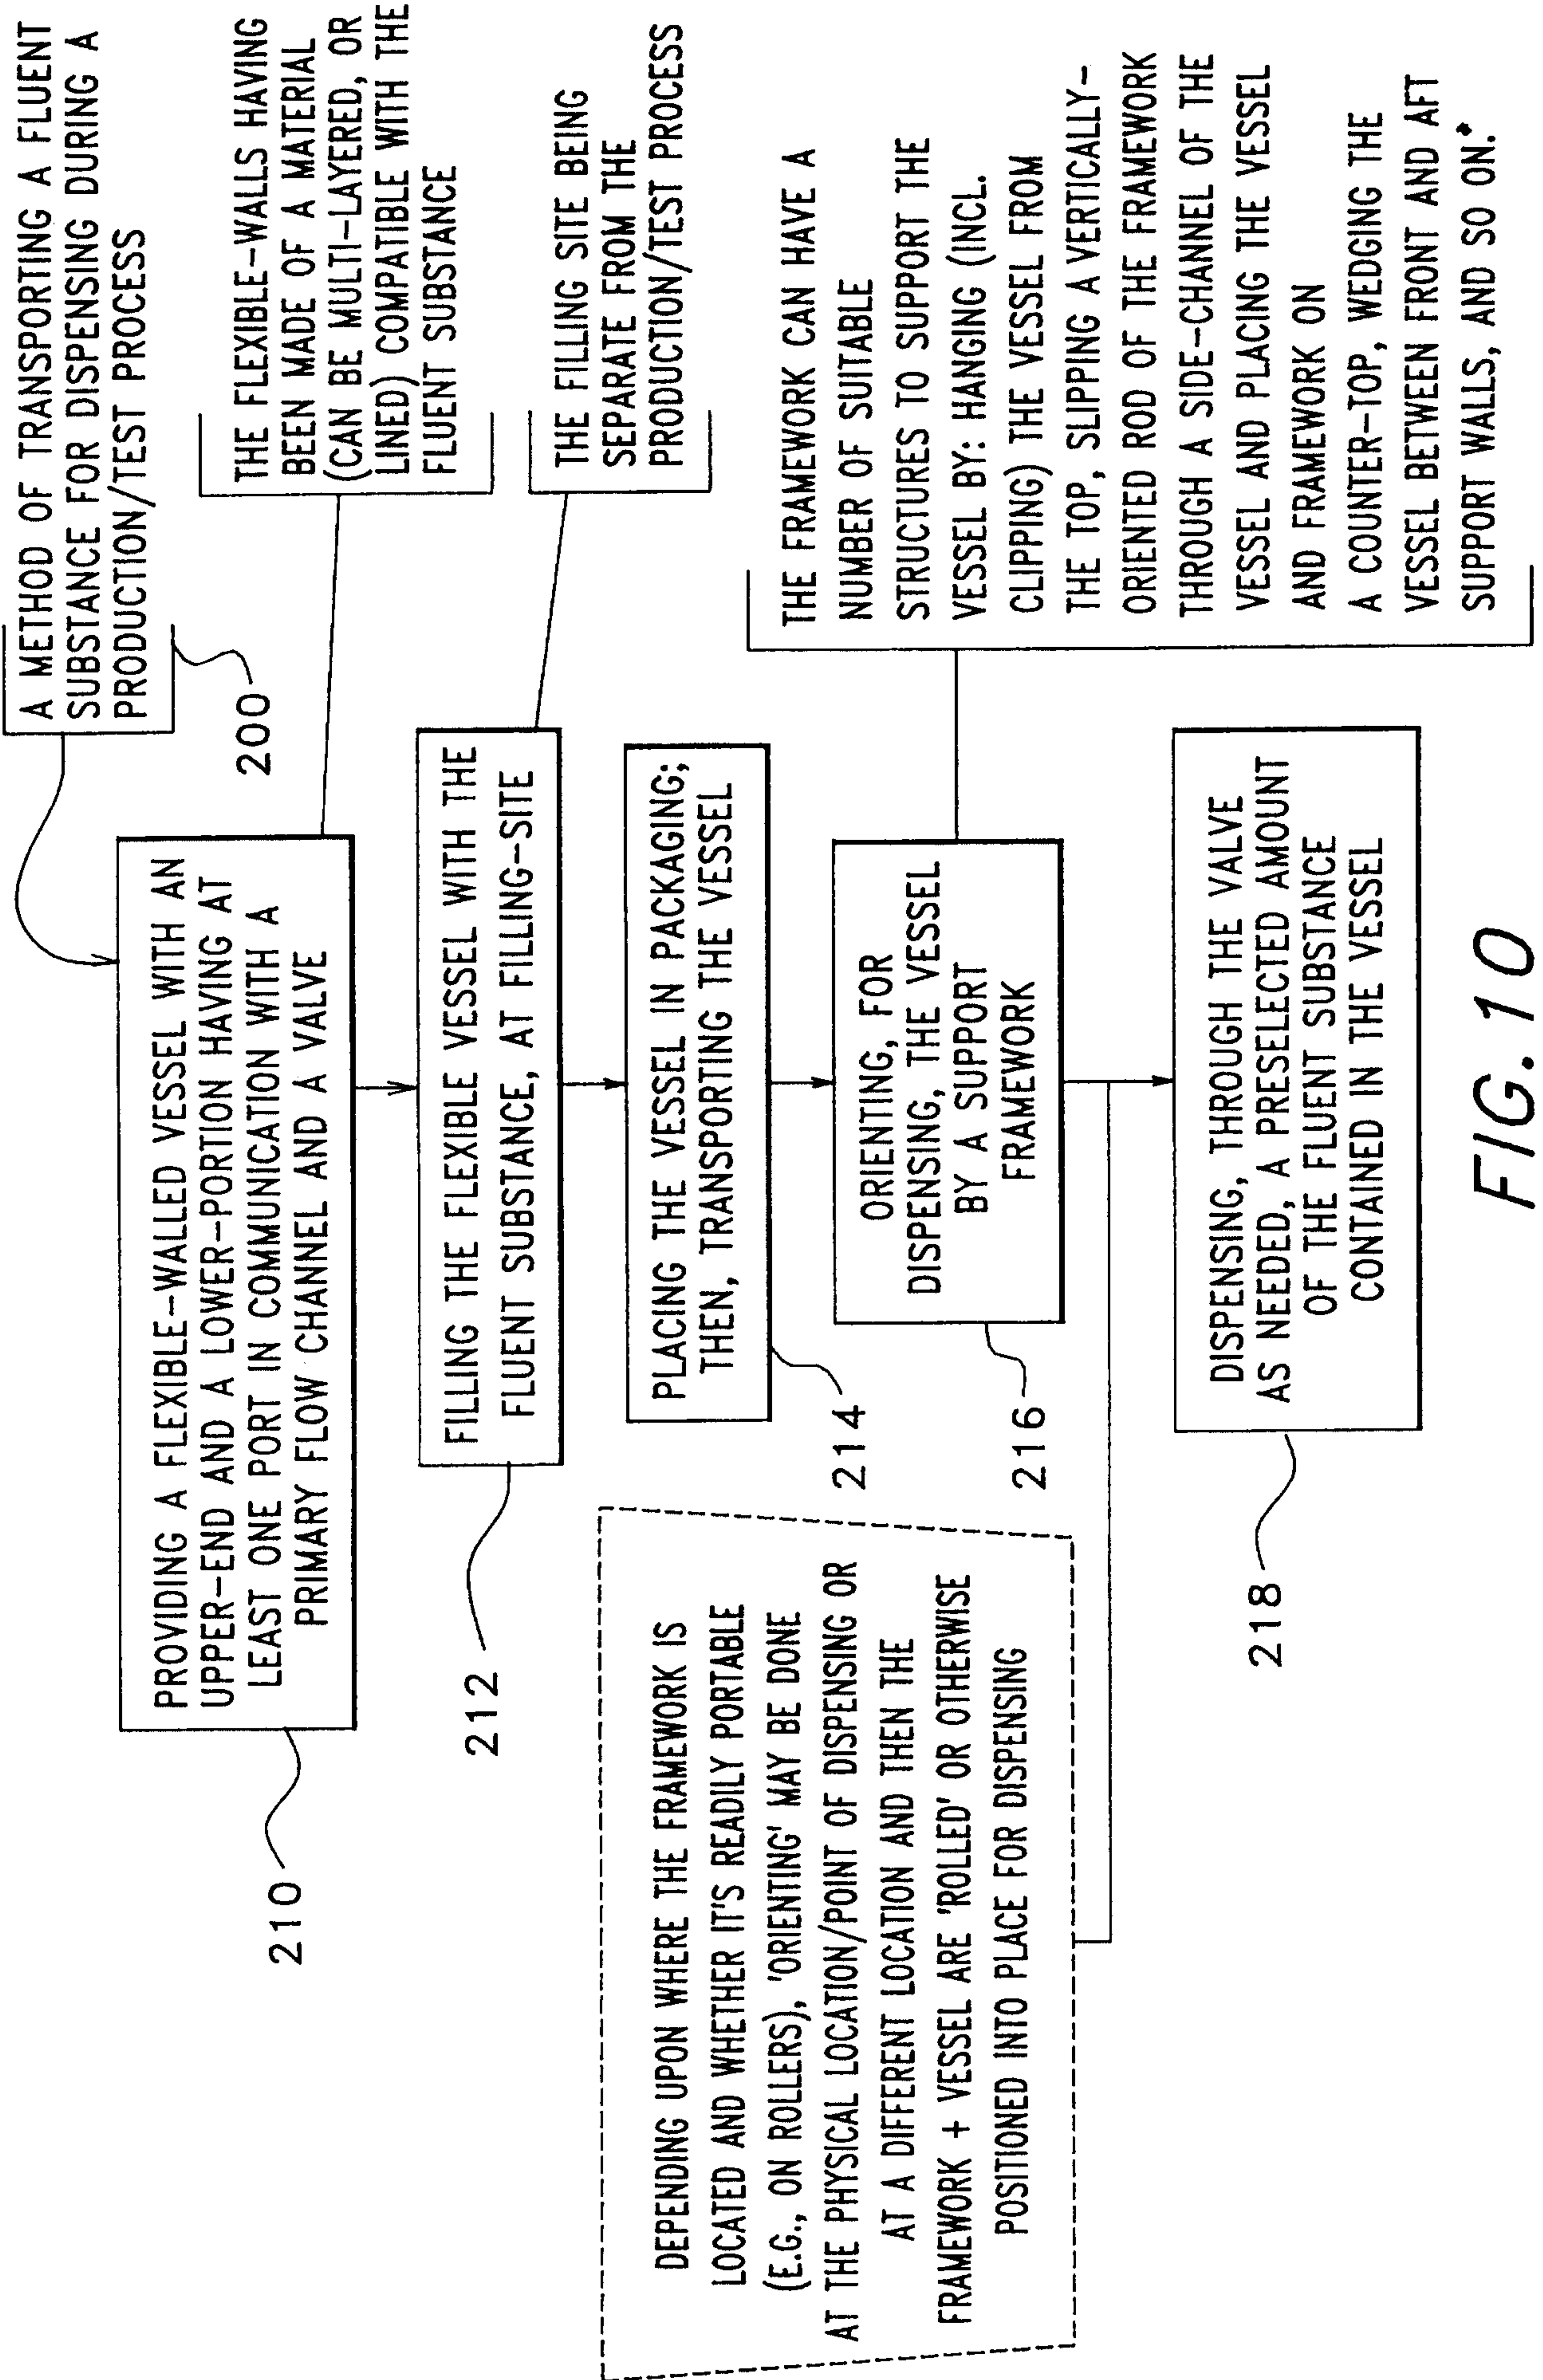 A METHOD OF TRANSPORTING A FLUENT
SUBSTANCE FOR DISPENSING DURING A
PRODUCTION/TEST PROCESS
200
PROVIDING A FLEXIBLE-WALLED VESSEL WITH AN
UPPER-END AND A LOWER-PORTION HAVING AT
LEAST ONE PORT IN COMMUNICATION WITH A
PRIMARY FLOW CHANNEL AND A VALVE
210
THE FLEXIBLE-WALLS HAVING
BEEN MADE OF A MATERIAL
(CAN BE MULTI-LAYERED, OR
LINED) COMPATIBLE WITH THE
FLUENT SUBSTANCE
FILLING THE FLEXIBLE VESSEL WITH THE
FLUENT SUBSTANCE, AT FILLING-SITE
212
THE FILLING SITE BEING
SEPARATE FROM THE
PRODUCTION/TEST PROCESS
PLACING THE VESSEL IN PACKAGING;
THEN, TRANSPORTING THE VESSEL
214
ORIENTING, FOR
DISPENSING, THE VESSEL
BY A SUPPORT
FRAMEWORK
216
THE FRAMEWORK CAN HAVE A
NUMBER OF SUITABLE
STRUCTURES TO SUPPORT THE
VESSEL BY: HANGING (INCL.
CLIPPING) THE VESSEL FROM
THE TOP, SLIPPING A VERTICALLY-
ORIENTED ROD OF THE FRAMEWORK
THROUGH A SIDE-CHANNEL OF THE
VESSEL AND PLACING THE VESSEL
AND FRAMEWORK ON
A COUNTER-TOP, WEDGING THE
VESSEL BETWEEN FRONT AND AFT
SUPPORT WALLS, AND SO ON.*
DEPENDING UPON WHERE THE FRAMEWORK IS
LOCATED AND WHETHER IT'S READILY PORTABLE
(E.G., ON ROLLERS), 'ORIENTING' MAY BE DONE
AT THE PHYSICAL LOCATION/POINT OF DISPENSING OR
AT A DIFFERENT LOCATION AND THEN THE
FRAMEWORK + VESSEL ARE 'ROLLED' OR OTHERWISE
POSITIONED INTO PLACE FOR DISPENSING
DISPENSING, THROUGH THE VALVE
AS NEEDED, A PRESELECTED AMOUNT
OF THE FLUENT SUBSTANCE
CONTAINED IN THE VESSEL
218
FIG. 10